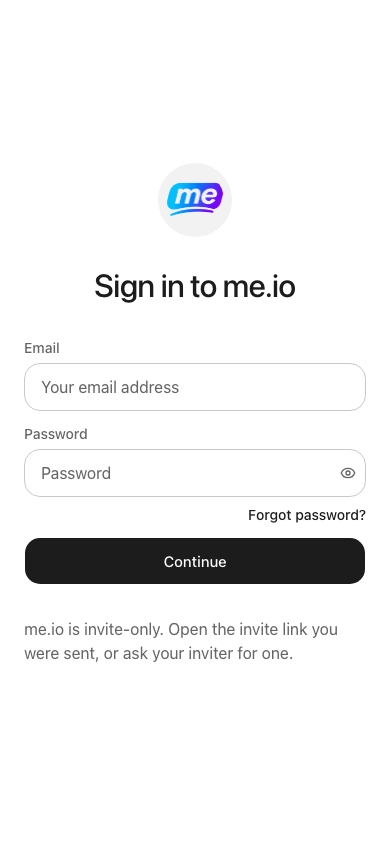 me
Sign in to me.io
Email
Your email address
Password
Password
Forgot password?
Continue
me.io is invite-only. Open the invite link you
were sent, or ask your inviter for one.